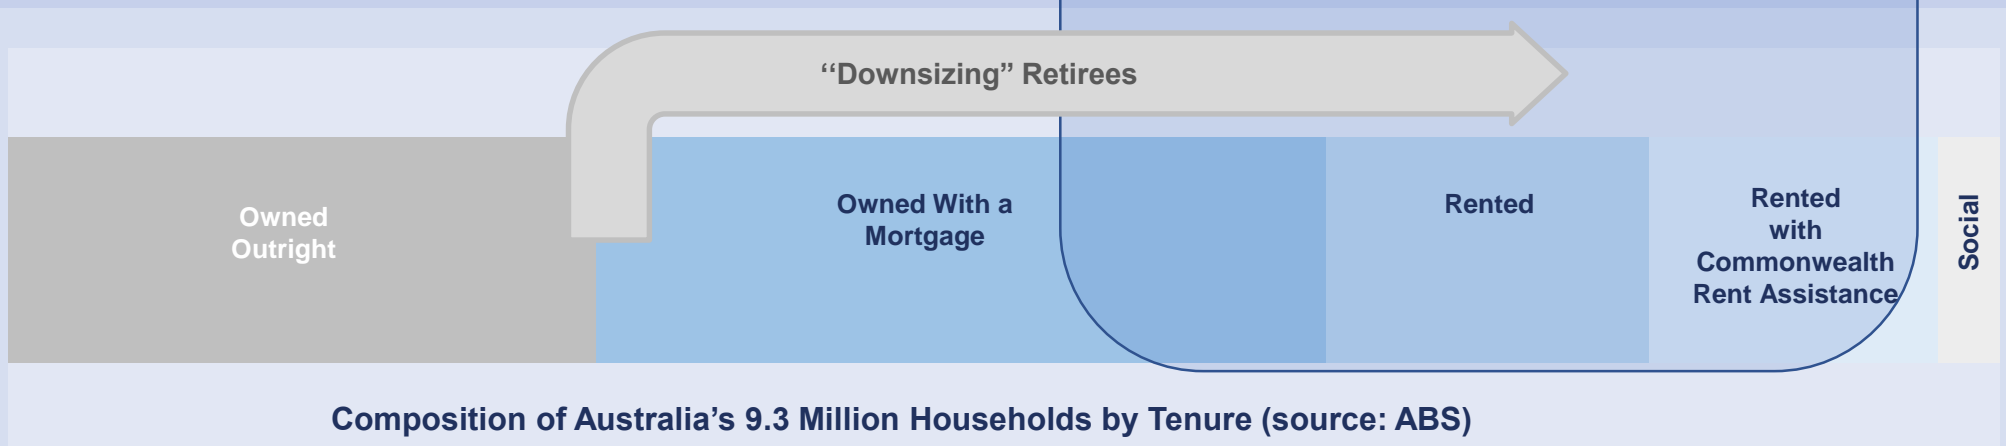 ‘‘Downsizing” Retirees
Owned
Outright
Owned With a
Mortgage
Rented
Rented
with
Commonwealth
Rent Assistance
Social
Composition of Australia’s 9.3 Million Households by Tenure (source: ABS)